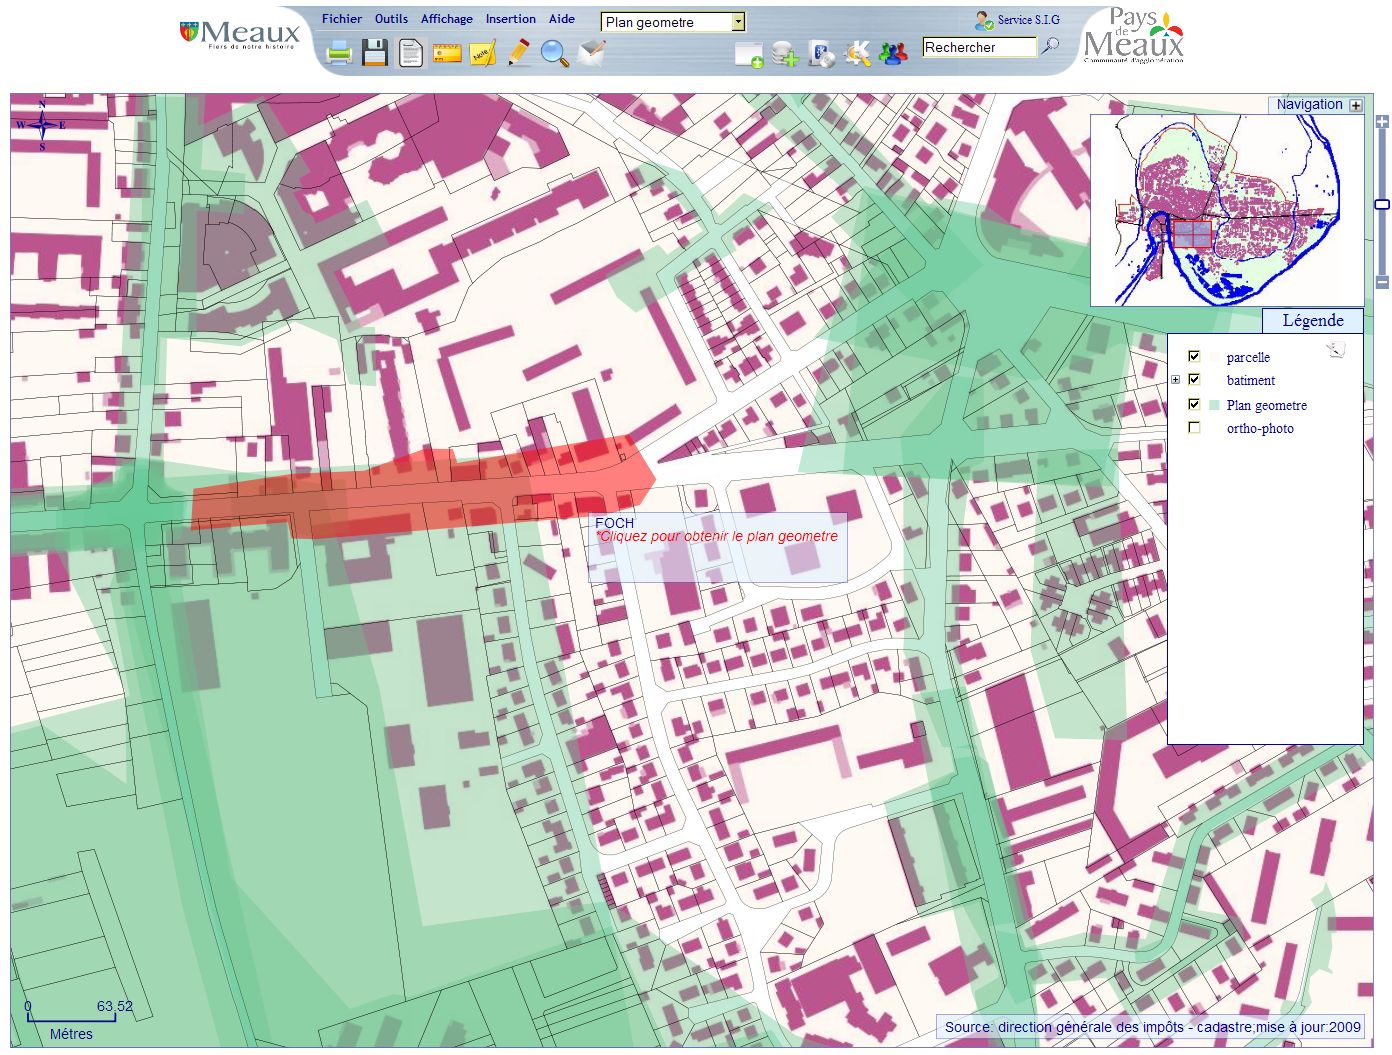 Meaux
Fiers de notre histoire
Fichier Outils Affichage Insertion Aide
Plan geometre
Service S.I.G
Note
Rechercher
Pays
de
Meaux
Communauté d'agglomération
Navigation
N
W E
S
Légende
parcelle
batiment
Plan geometre
ortho-photo
FOCH
*Cliquez pour obtenir le plan geometre
0 63.52
Métres
Source: direction générale des impôts - cadastre;mise à jour:2009